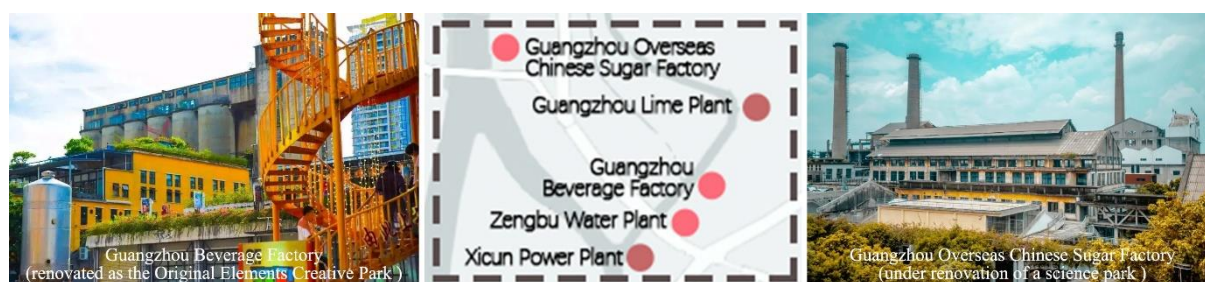 Guangzhou Beverage Factory
(renovated as the Original Elements Creative Park )
Guangzhou Overseas
Chinese Sugar Factory
Guangzhou Lime Plant
Guangzhou
Beverage Factory
Zengbu Water Plant
Xicun Power Plant
Guangzhou Overseas Chinese Sugar Factory
(under renovation of a science park )